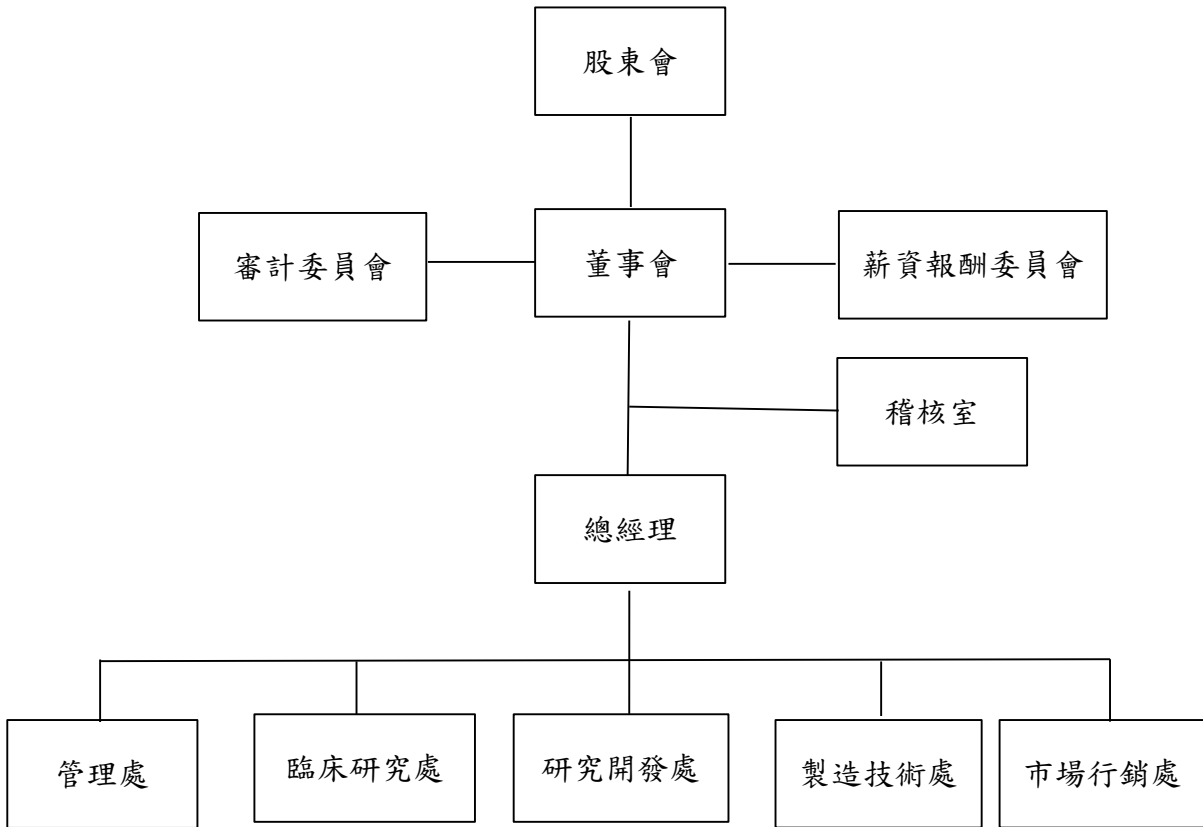 股東會
審計委員會
董事會
薪資報酬委員會
稽核室
總經理
管理處
臨床研究處
研究開發處
製造技術處
市場行銷處